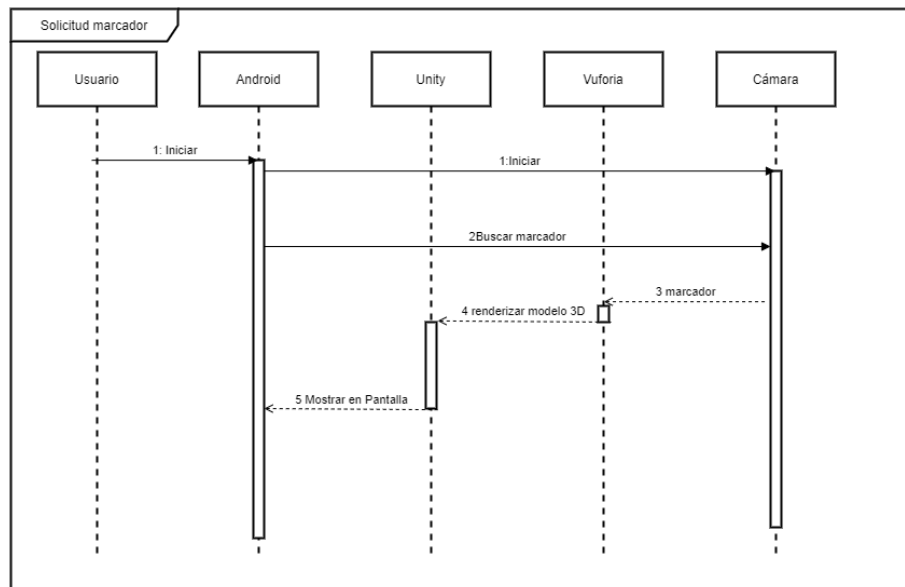 Solicitud marcador
Usuario
Android
Unity
Vuforia
Cámara
1: Iniciar
1:Iniciar
2Buscar marcador
3 marcador
4 renderizar modelo 3D
5 Mostrar en Pantalla